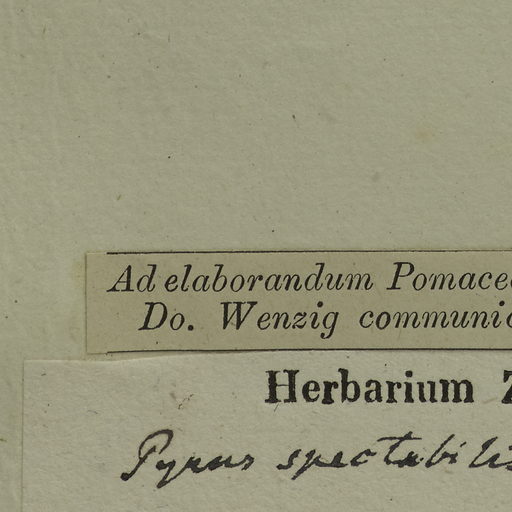 Ad elaborandum Pomace
Do. Wenzig communic
Herbarium Z
Pyrus spectabilis